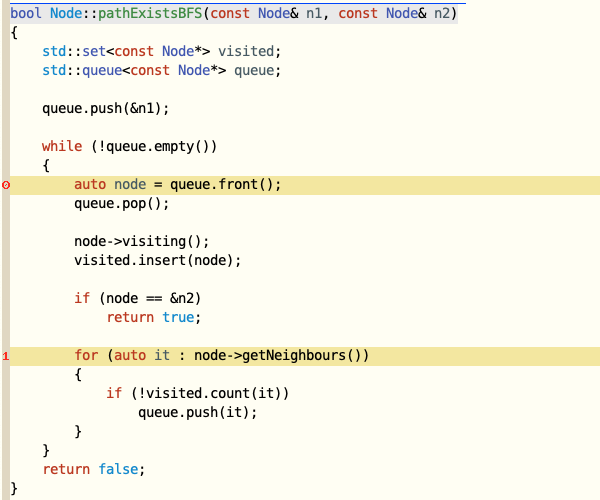 bool Node::pathExistsBFS(const Node& n1, const Node& n2)
{
    std::set<const Node*> visited;
    std::queue<const Node*> queue;

    queue.push(&n1);

    while (!queue.empty())
    {
0        auto node = queue.front();
        queue.pop();

        node->visiting();
        visited.insert(node);

        if (node == &n2)
            return true;

1        for (auto it : node->getNeighbours())
        {
            if (!visited.count(it))
                queue.push(it);
        }
    }
    return false;
}